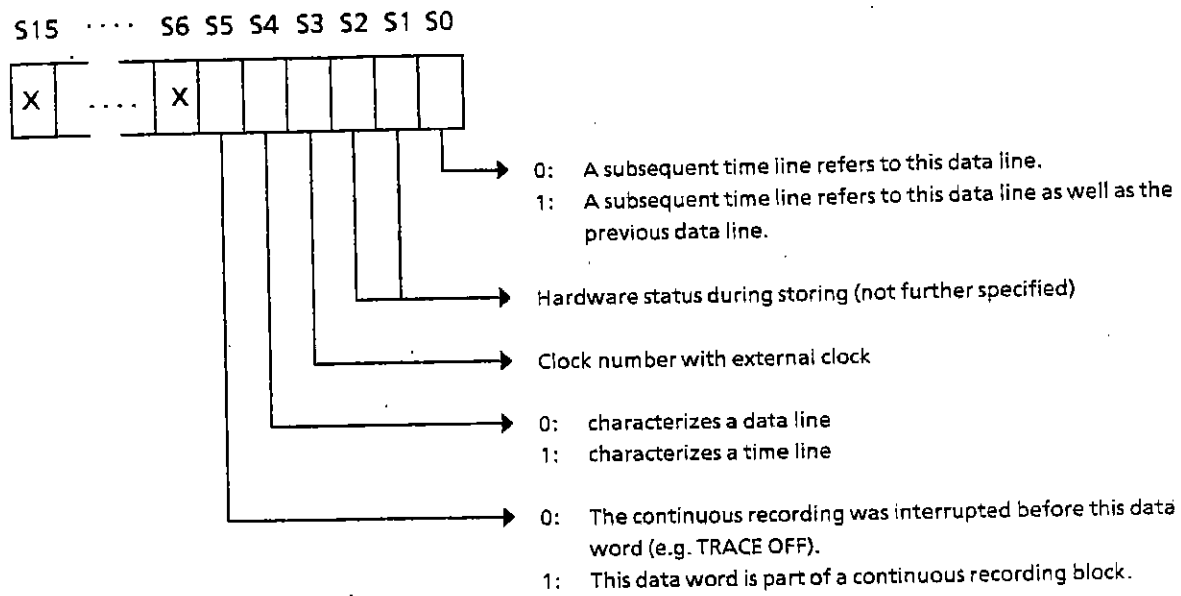 S15 ···· S6 S5 S4 S3 S2 S1 S0
X .... X
0: A subsequent time line refers to this data line.
1: A subsequent time line refers to this data line as well as the
previous data line.
Hardware status during storing (not further specified)
Clock number with external clock
0: characterizes a data line
1: characterizes a time line
0: The continuous recording was interrupted before this data
word (e.g. TRACE OFF).
1: This data word is part of a continuous recording block.